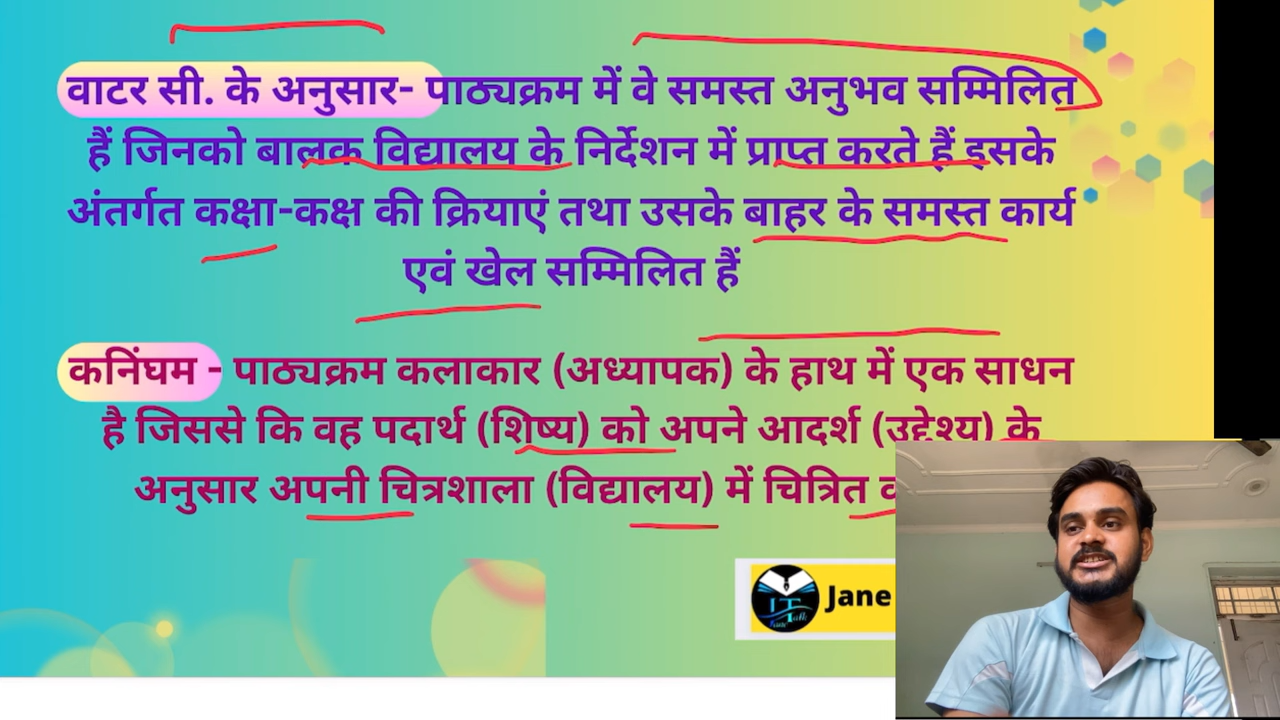 वाटर सी. के अनुसार- पाठ्यक्रम में वे समस्त अनुभव सम्मिलित
हैं जिनको बालक विद्यालय के निर्देशन में प्राप्त करते हैं इसके
अंतर्गत कक्षा-कक्ष की क्रियाएं तथा उसके बाहर के समस्त कार्य
एवं खेल सम्मिलित हैं
कनिंघम - पाठ्यक्रम कलाकार (अध्यापक) के हाथ में एक साधन
है जिससे कि वह पदार्थ (शिष्य) को अपने आदर्श (उद्देश्य) के
अनुसार अपनी चित्रशाला (विद्यालय) में चित्रित
Jane